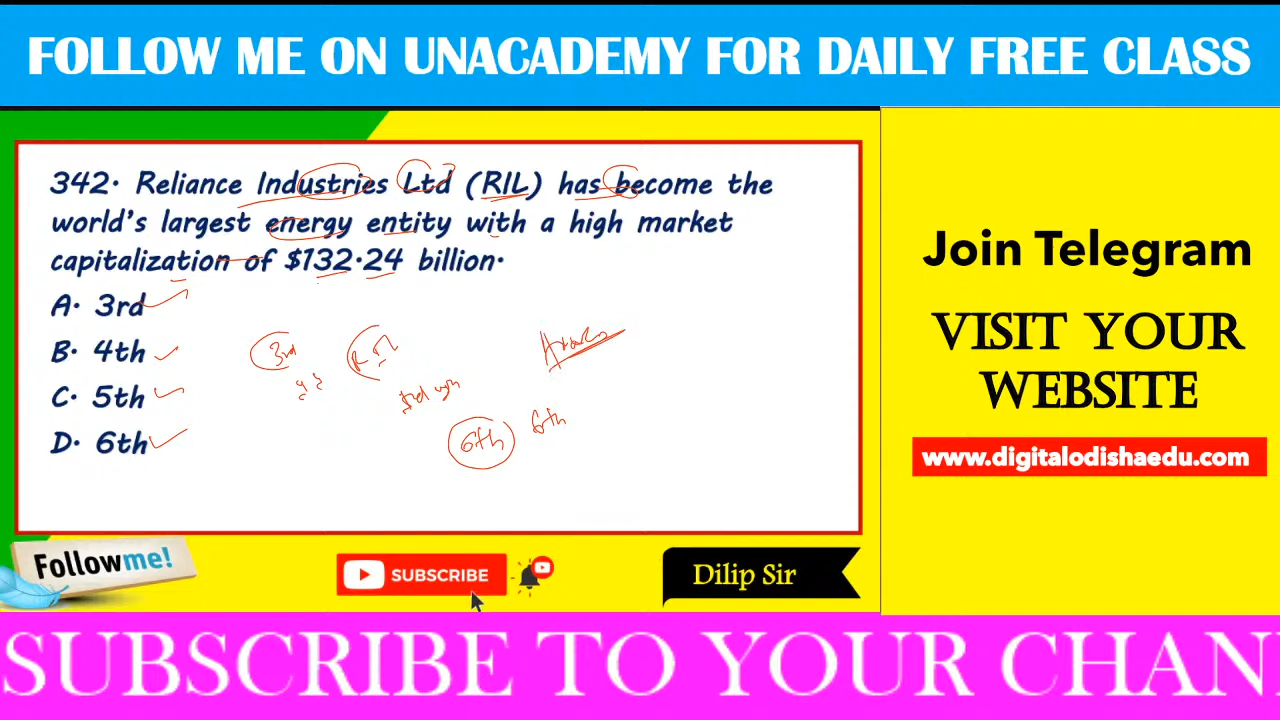 FOLLOW ME ON UNACADEMY FOR DAILY FREE CLASS
342. Reliance Industries Ltd (RIL) has become the
world's largest energy entity with a high market
capitalization of $132.24 billion.
A. 3rd
B. 4th
C. 5th
D. 6th
3rd
6th 6th
Join Telegram
VISIT YOUR
WEBSITE
www.digitalodishaedu.com
Followme!
SUBSCRIBE
Dilip Sir
SUBSCRIBE TO YOUR CHAN